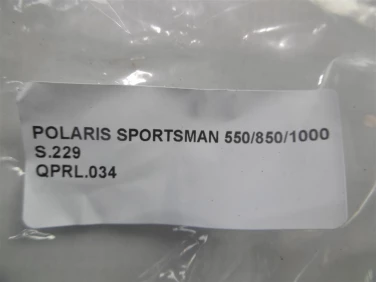 POLARIS SPORTSMAN 550/850/1000
S.229
QPRL.034